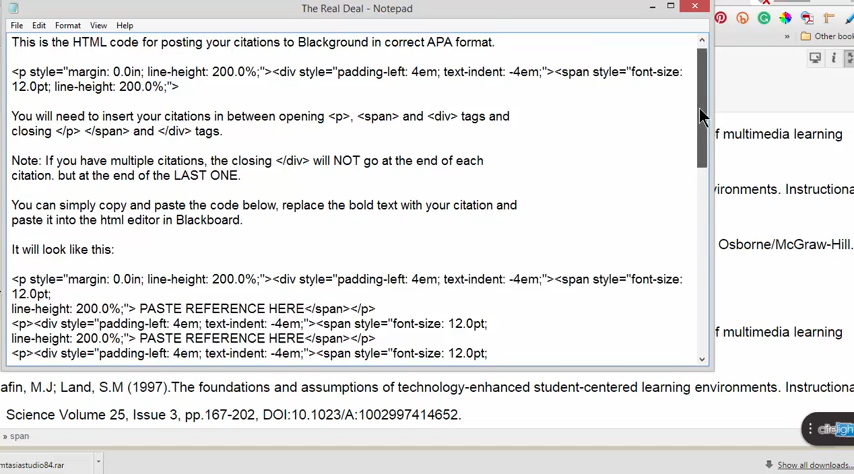 The Real Deal - Notepad
File Edit Format View Help
This is the HTML code for posting your citations to Blackground in correct APA format.
<p style="margin: 0.0in; line-height: 200.0%;"><div style="padding-left: 4em; text-indent: -4em;"><span style="font-size:
12.0pt; line-height: 200.0%;">
You will need to insert your citations in between opening <p>, <span> and <div> tags and
closing </p> </span> and </div> tags.
Note: If you have multiple citations, the closing </div> will NOT go at the end of each
citation. but at the end of the LAST ONE.
You can simply copy and paste the code below, replace the bold text with your citation and
paste it into the html editor in Blackboard.
It will look like this:
<p style="margin: 0.0in; line-height: 200.0%;"><div style="padding-left: 4em; text-indent: -4em;"><span style="font-size:
12.0pt;
line-height: 200.0%;"> PASTE REFERENCE HERE</span></p>
<p><div style="padding-left: 4em; text-indent: -4em;"><span style="font-size: 12.0pt;
line-height: 200.0%;"> PASTE REFERENCE HERE</span></p>
<p><div style="padding-left: 4em; text-indent: -4em;"><span style="font-size: 12.0pt;
» Other book
f multimedia learning
ironments. Instructiona
Osborne/McGraw-Hill.
f multimedia learning
afin, M.J; Land, S.M (1997).The foundations and assumptions of technology-enhanced student-centered learning environments. Instructiona
Science Volume 25, Issue 3, pp.167-202, DOI:10.1023/A:1002997414652.
» span
mtasiastudio84.rar
Show all downloads...